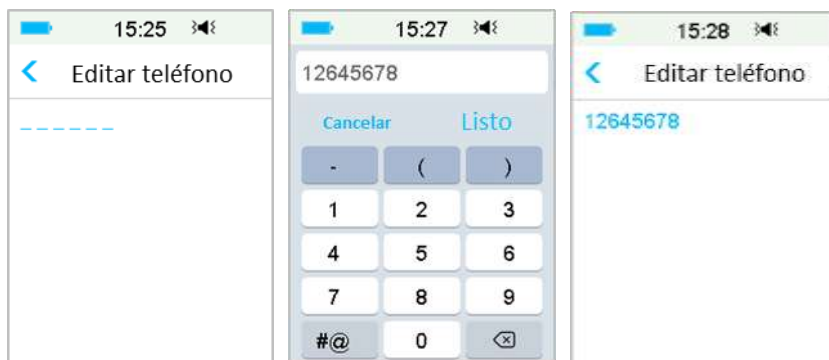 15:25
Editar teléfono
_ _ _ _ _ _
15:27
12645678
Cancelar Listo
- ( )
1 2 3
4 5 6
7 8 9
#@ 0
15:28
Editar teléfono
12645678